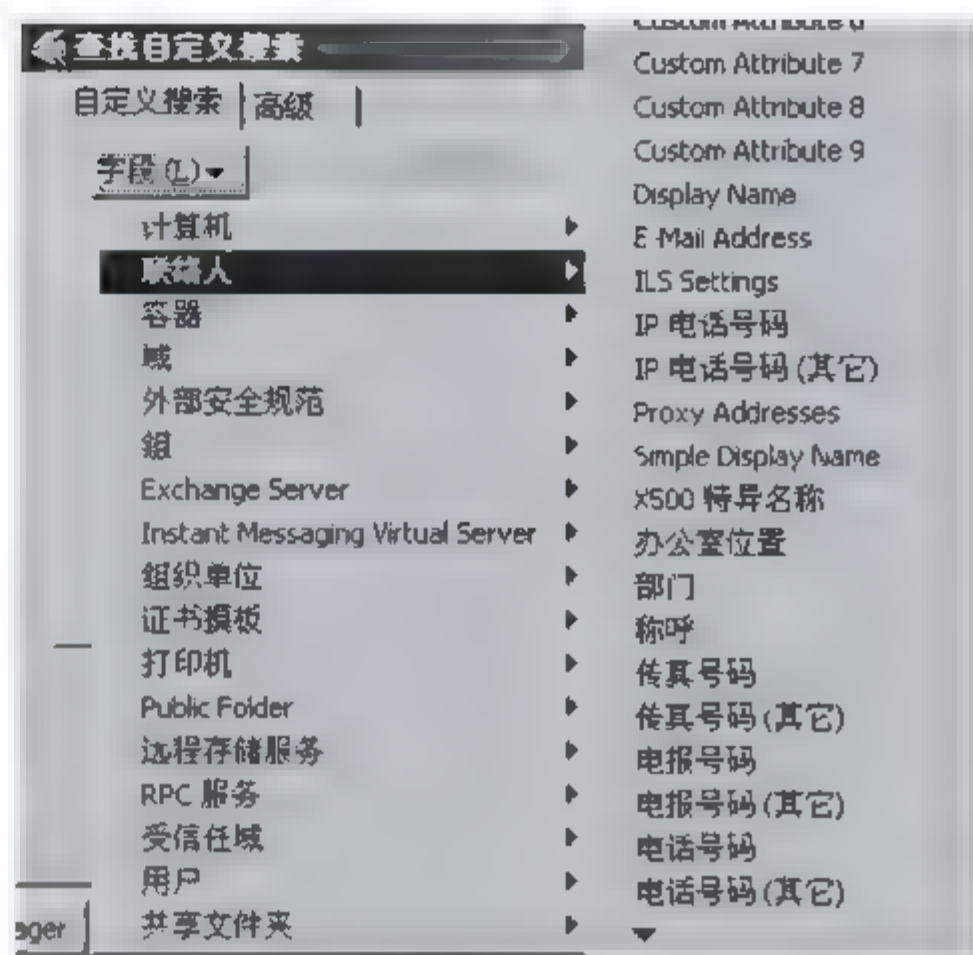 查找自定义搜索
自定义搜索
高级
字段(L)
计算机
联络人
容器
域
外部安全规范
组
Exchange Server
Instant Messaging Virtual Server
组织单位
证书模板
打印机
Public Folder
远程存储服务
RPC 服务
受信任域
用户
共享文件夹
Custom Attribute 6
Custom Attribute 7
Custom Attribute 8
Custom Attribute 9
Display Name
E-Mail Address
ILS Settings
IP 电话号码
IP 电话号码(其它)
Proxy Addresses
Simple Display Name
X500 特异名称
办公室位置
部门
称呼
传真号码
传真号码(其它)
电报号码
电报号码(其它)
电话号码
电话号码(其它)